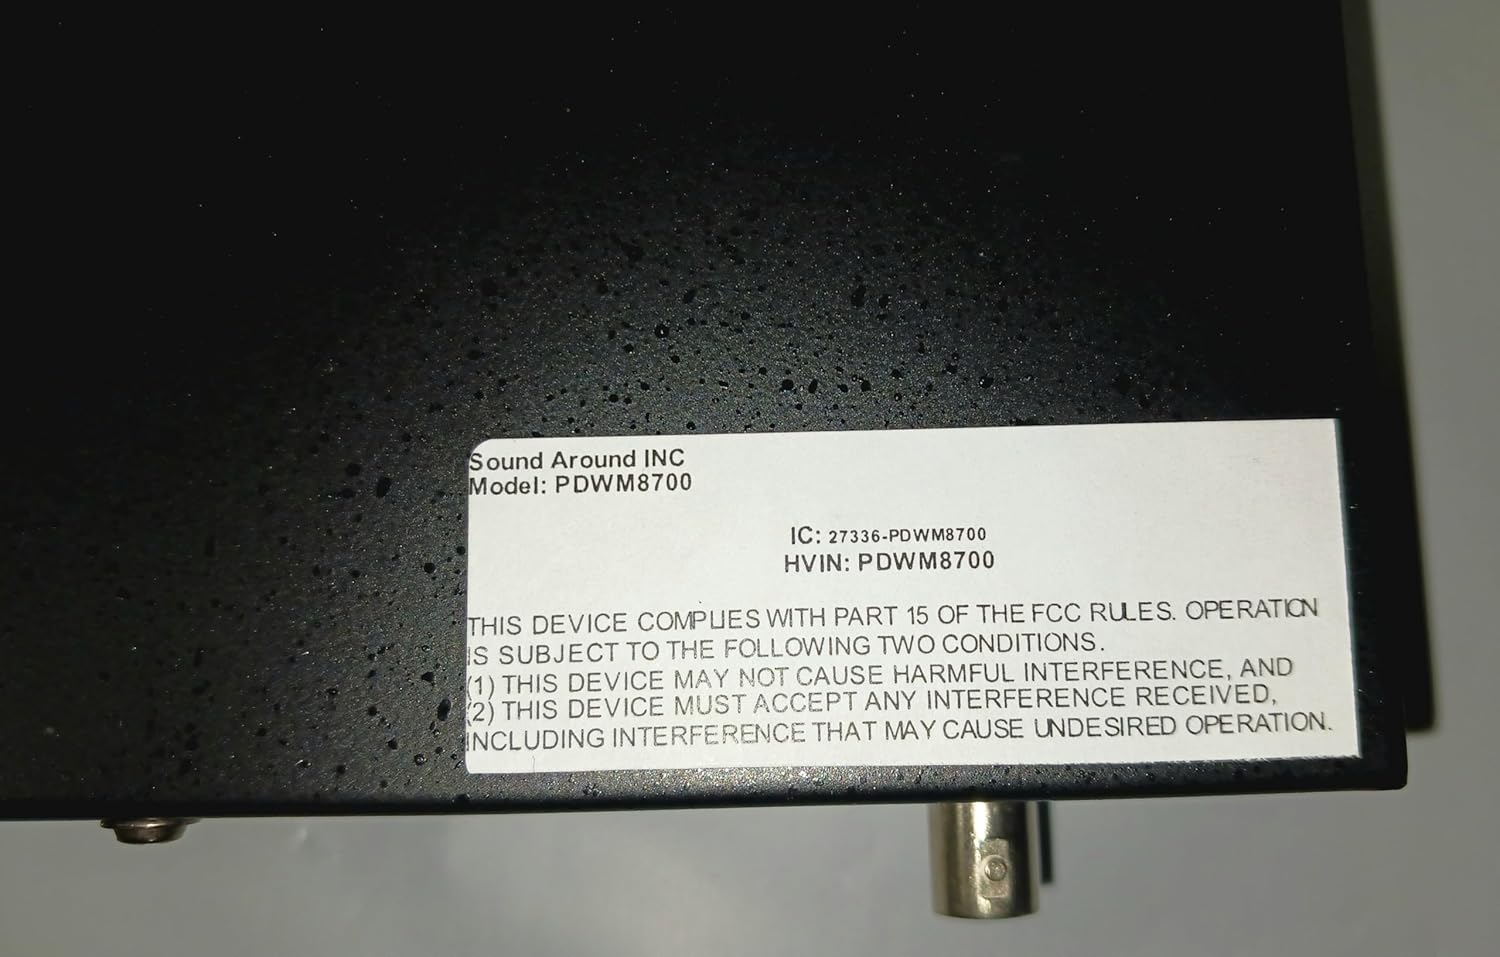 Sound Around INC
Model: PDWM8700
IC: 27336-PDWM8700
HVIN: PDWM8700
THIS DEVICE COMPLIES WITH PART 15 OF THE FCC RULES. OPERATION
IS SUBJECT TO THE FOLLOWING TWO CONDITIONS.
(1) THIS DEVICE MAY NOT CAUSE HARMFUL INTERFERENCE, AND
(2) THIS DEVICE MUST ACCEPT ANY INTERFERENCE RECEIVED,
INCLUDING INTERFERENCE THAT MAY CAUSE UNDESIRED OPERATION.